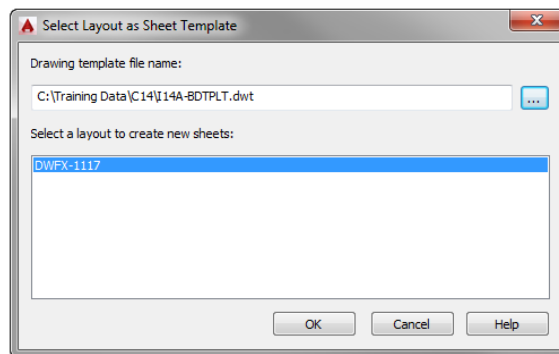 Select Layout as Sheet Template
Drawing template file name:
C:\Training Data\C14\I14A-BDTPLT.dwt
...
Select a layout to create new sheets:
DWFX-1117
OK Cancel Help